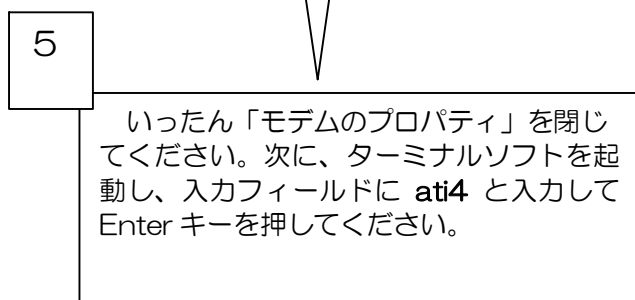 5
いったん「モデムのプロパティ」を閉じ
てください。次に、ターミナルソフトを起
動し、入力フィールドに ati4 と入力して
Enter キーを押してください。